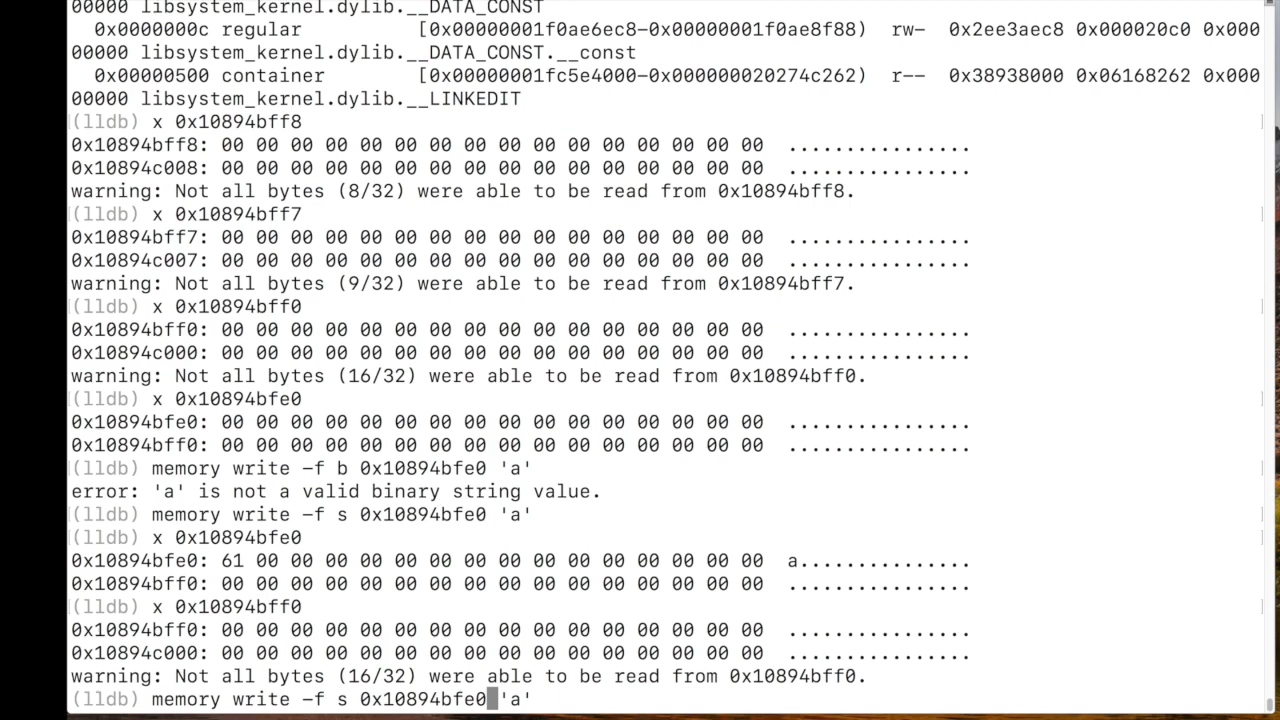 00000 libsystem_kernel.dylib.__DATA_CONST
0x0000000c regular [0x00000001f0ae6ec8-0x00000001f0ae8f88) rw- 0x2ee3aec8 0x000020c0 0x000
00000 libsystem_kernel.dylib.__DATA_CONST.__const
0x00000500 container [0x00000001fc5e4000-0x000000020274c262) r-- 0x38938000 0x06168262 0x000
00000 libsystem_kernel.dylib.__LINKEDIT
(lldb) x 0x10894bff8
0x10894bff8: 00 00 00 00 00 00 00 00 00 00 00 00 00 00 00 00 ................
0x10894c008: 00 00 00 00 00 00 00 00 00 00 00 00 00 00 00 00 ................
warning: Not all bytes (8/32) were able to be read from 0x10894bff8.
(lldb) x 0x10894bff7
0x10894bff7: 00 00 00 00 00 00 00 00 00 00 00 00 00 00 00 00 ................
0x10894c007: 00 00 00 00 00 00 00 00 00 00 00 00 00 00 00 00 ................
warning: Not all bytes (9/32) were able to be read from 0x10894bff7.
(lldb) x 0x10894bff0
0x10894bff0: 00 00 00 00 00 00 00 00 00 00 00 00 00 00 00 00 ................
0x10894c000: 00 00 00 00 00 00 00 00 00 00 00 00 00 00 00 00 ................
warning: Not all bytes (16/32) were able to be read from 0x10894bff0.
(lldb) x 0x10894bfe0
0x10894bfe0: 00 00 00 00 00 00 00 00 00 00 00 00 00 00 00 00 ................
0x10894bff0: 00 00 00 00 00 00 00 00 00 00 00 00 00 00 00 00 ................
(lldb) memory write -f b 0x10894bfe0 'a'
error: 'a' is not a valid binary string value.
(lldb) memory write -f s 0x10894bfe0 'a'
(lldb) x 0x10894bfe0
0x10894bfe0: 61 00 00 00 00 00 00 00 00 00 00 00 00 00 00 00 a...............
0x10894bff0: 00 00 00 00 00 00 00 00 00 00 00 00 00 00 00 00 ................
(lldb) x 0x10894bff0
0x10894bff0: 00 00 00 00 00 00 00 00 00 00 00 00 00 00 00 00 ................
0x10894c000: 00 00 00 00 00 00 00 00 00 00 00 00 00 00 00 00 ................
warning: Not all bytes (16/32) were able to be read from 0x10894bff0.
(lldb) memory write -f s 0x10894bfe0 'a'